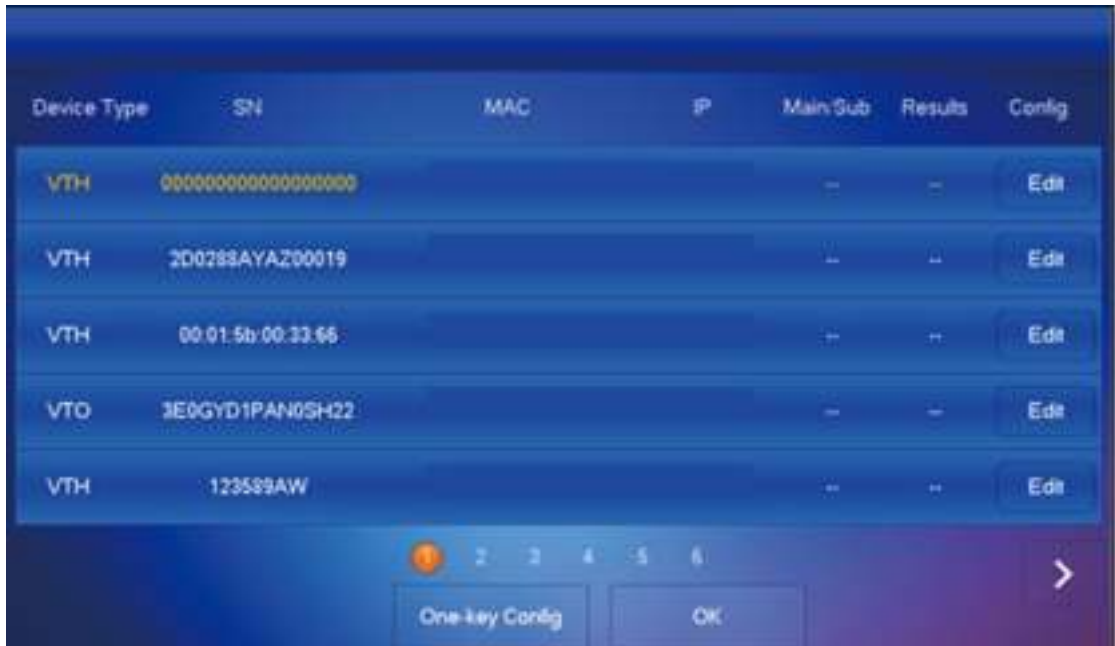 Device Type SN MAC IP Main/Sub Results Config
VTH 000000000000000000 -- -- Edit
VTH 2D0288AYAZ00019 -- -- Edit
VTH 00:01:5b:00:33:66 -- -- Edit
VTO 3E0GYD1PAN0SH22 -- -- Edit
VTH 123589AW -- -- Edit
1 2 3 4 5 6 >
One-key Config OK